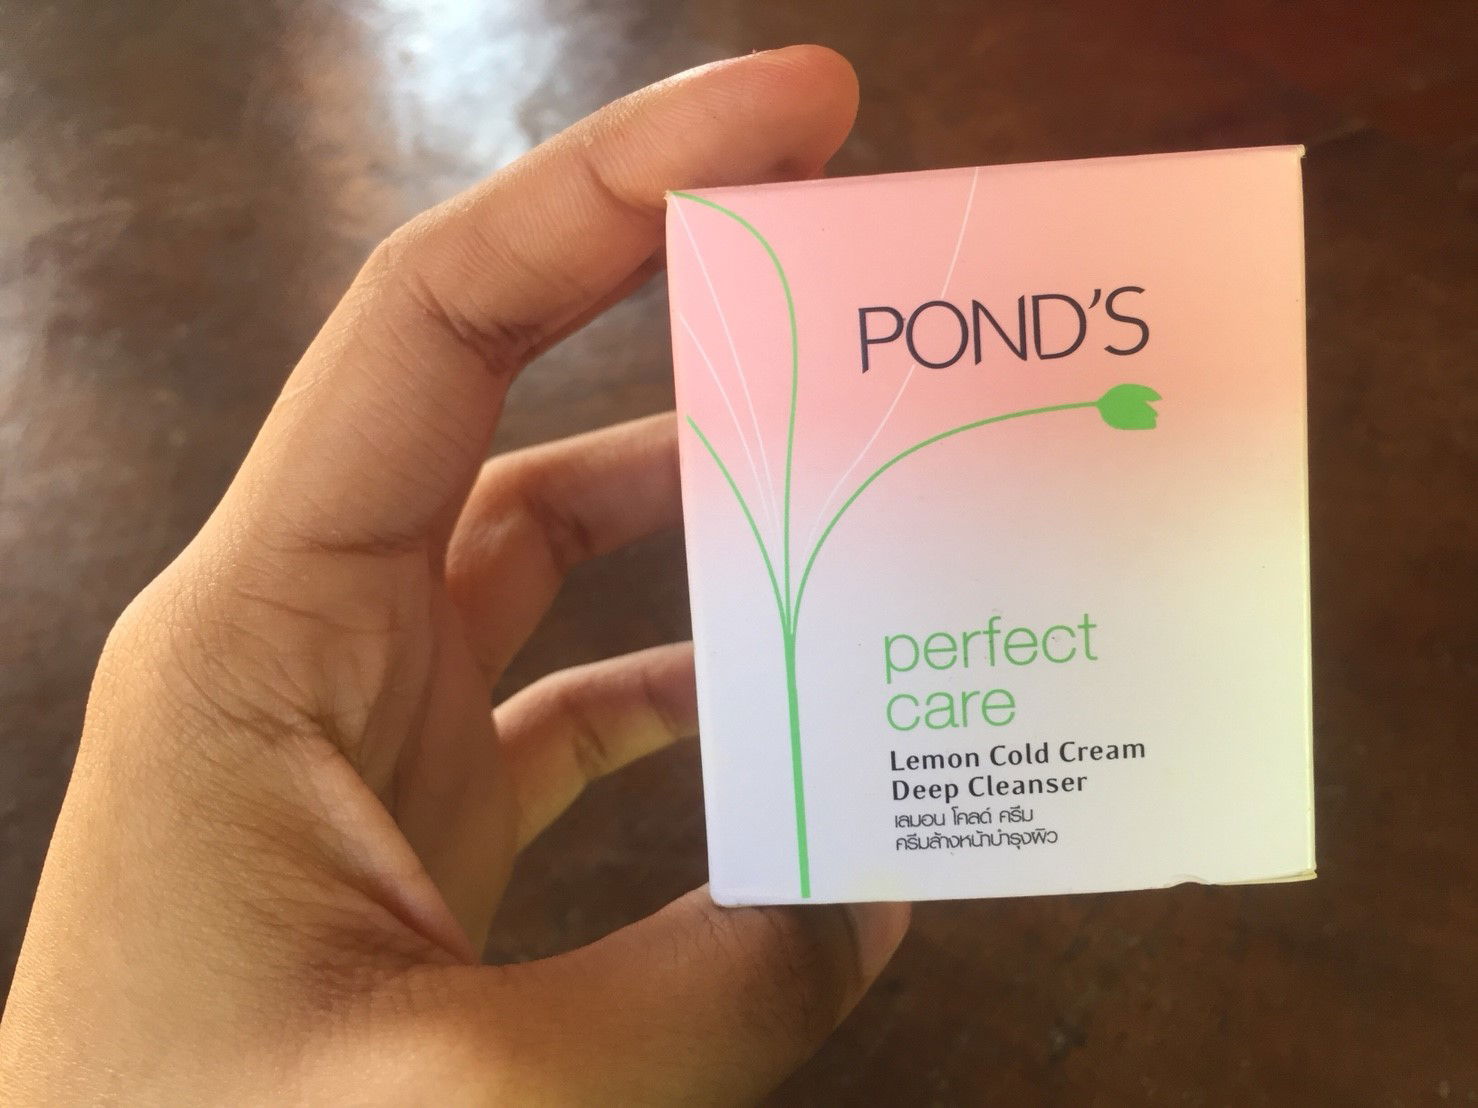 POND'S
perfect
care
Lemon Cold Cream
Deep Cleanser
เลมอน โคลด์ ครีม
ครีมล้างหน้าบำรุงผิว